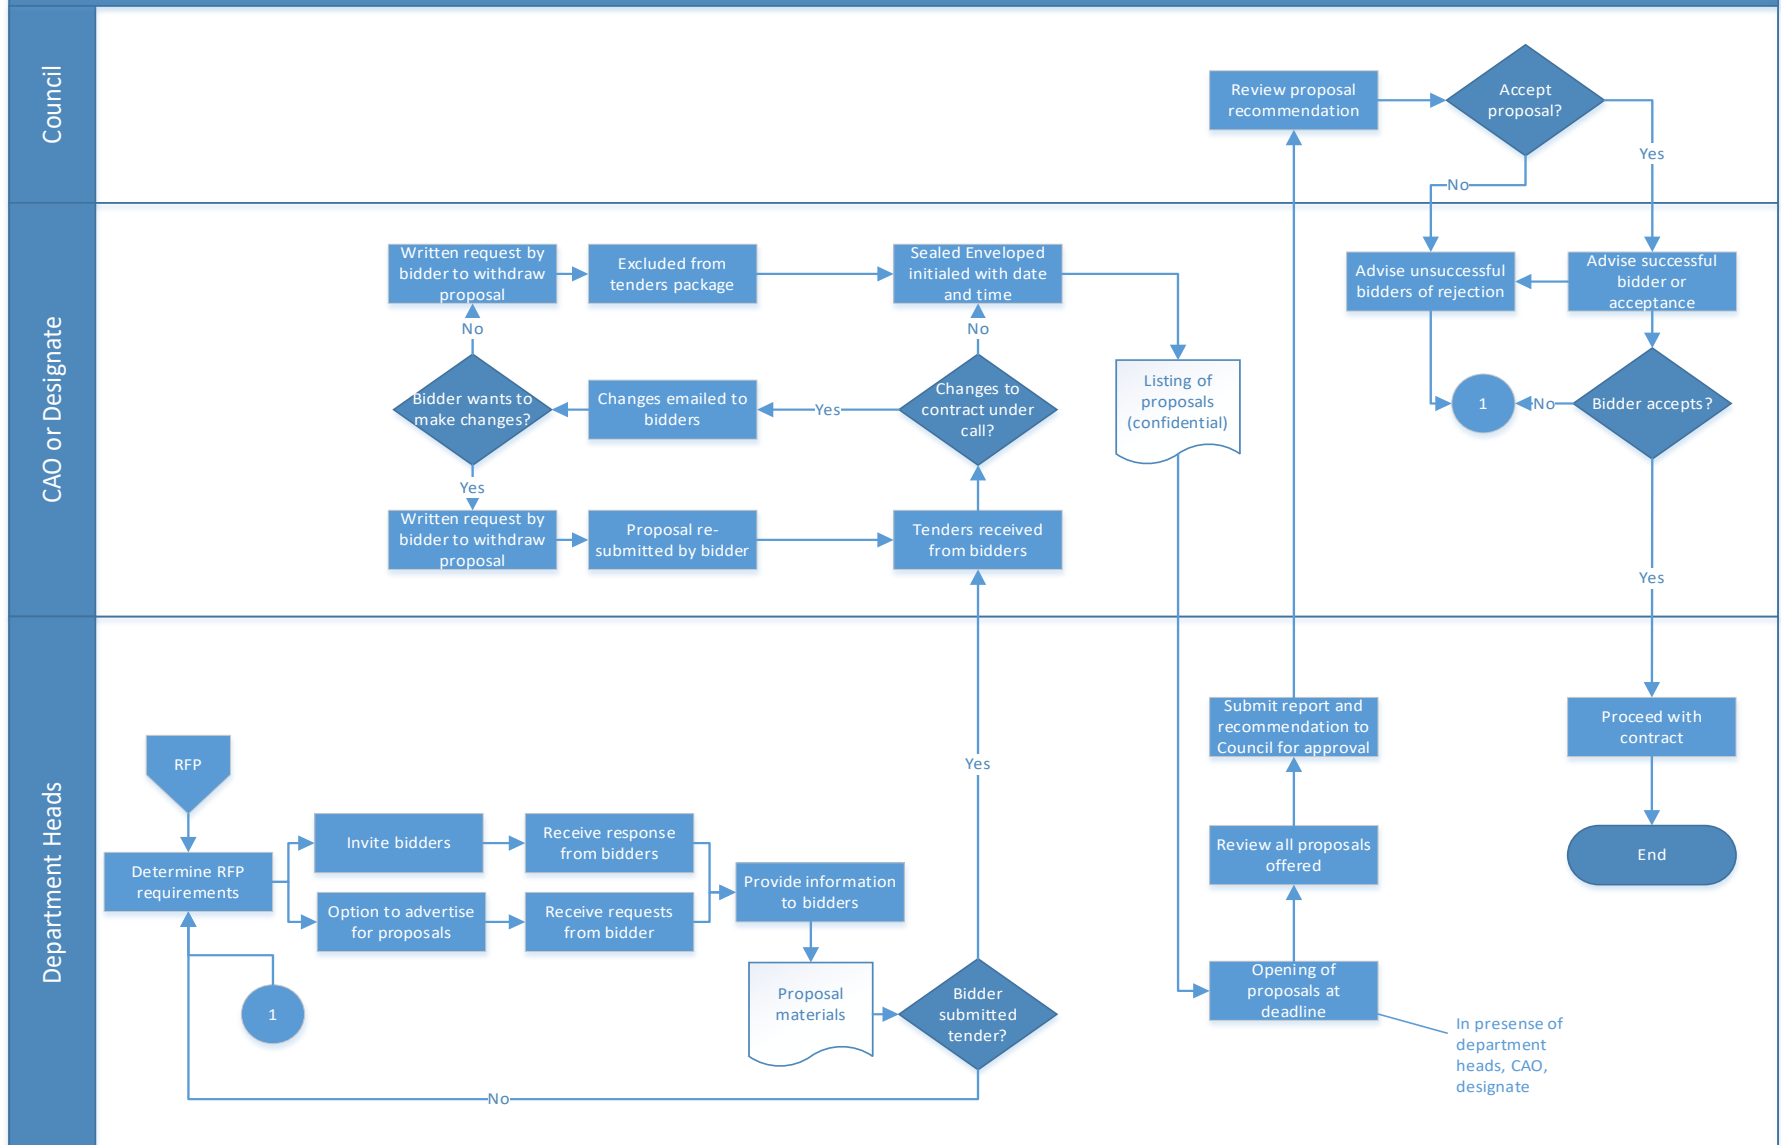 Council
Review proposal
recommendation
Accept
proposal?
Yes
No
CAO or Designate
Written request by
bidder to withdraw
proposal
Excluded from
tenders package
Sealed Enveloped
initialed with date
and time
Advise unsuccessful
bidders of rejection
Advise successful
bidder or
acceptance
No
No
Bidder wants to
make changes?
Changes emailed to
bidders
Yes
Changes to
contract under
call?
Listing of
proposals
(confidential)
1
No
Bidder accepts?
Yes
Written request by
bidder to withdraw
proposal
Proposal re-
submitted by bidder
Tenders received
from bidders
Yes
Department Heads
RFP
Determine RFP
requirements
Invite bidders
Receive response
from bidders
Option to advertise
for proposals
Receive requests
from bidder
Provide information
to bidders
Yes
Submit report and
recommendation to
Council for approval
Proceed with
contract
Review all proposals
offered
End
1
Proposal
materials
Bidder
submitted
tender?
Opening of
proposals at
deadline
In presense of
department
heads, CAO,
designate
No